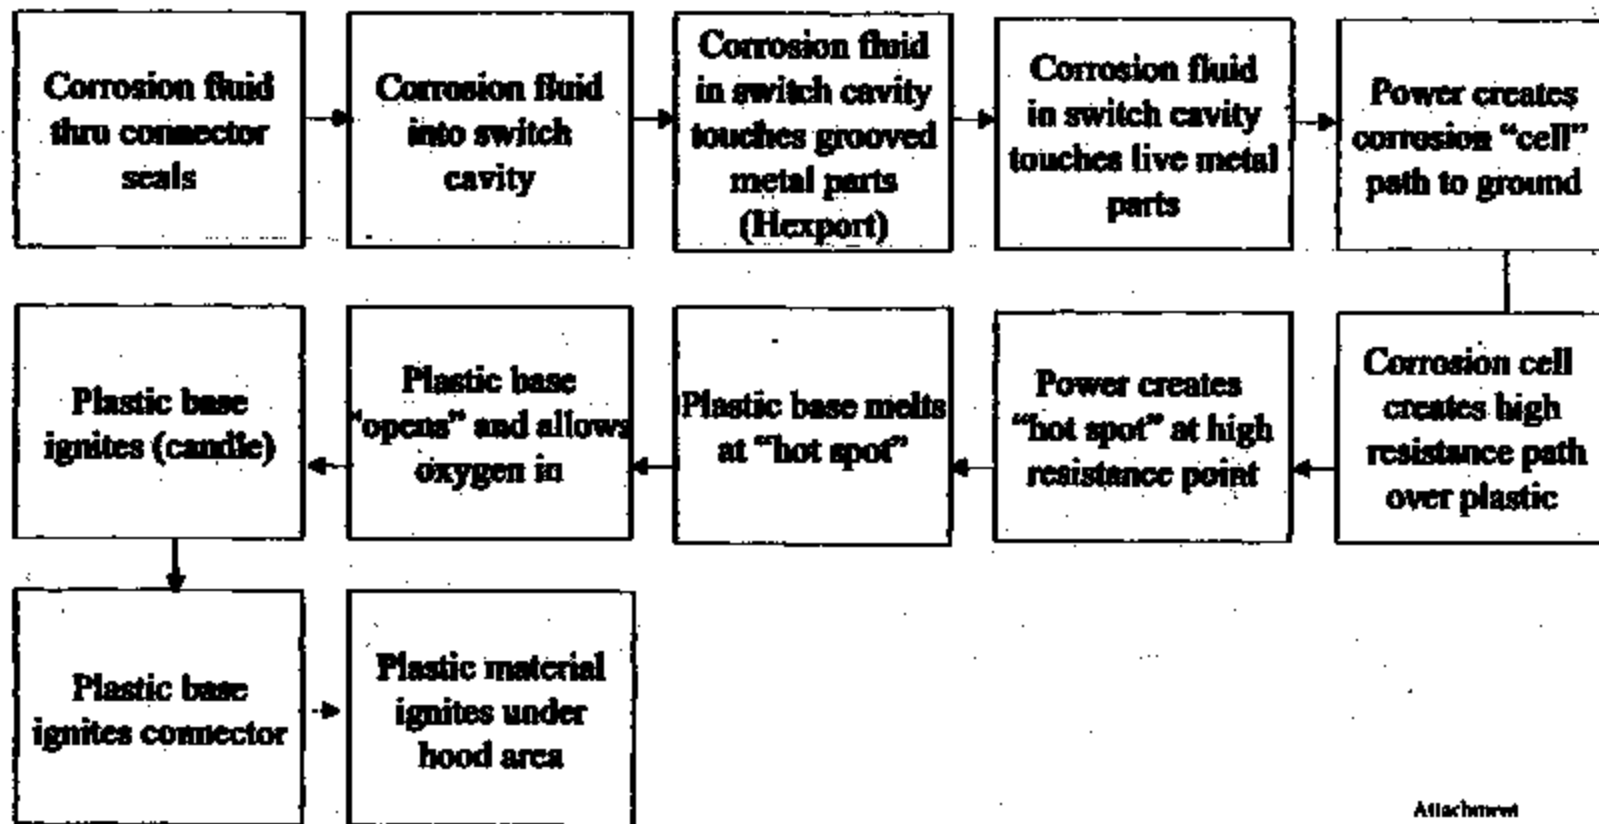 Corrosion fluid
thru connector
seals
Corrosion fluid
into switch
cavity
Corrosion fluid
in switch cavity
touches grooved
metal parts
(Hexport)
Corrosion fluid
in switch cavity
touches live metal
parts
Power creates
corrosion "cell"
path to ground
Corrosion cell
creates high
resistance path
over plastic
Power creates
"hot spot" at high
resistance point
Plastic base melts
at "hot spot"
Plastic base
"opens" and allows
oxygen in
Plastic base
ignites (candle)
Plastic base
ignites connector
Plastic material
ignites under
hood area
Attachment